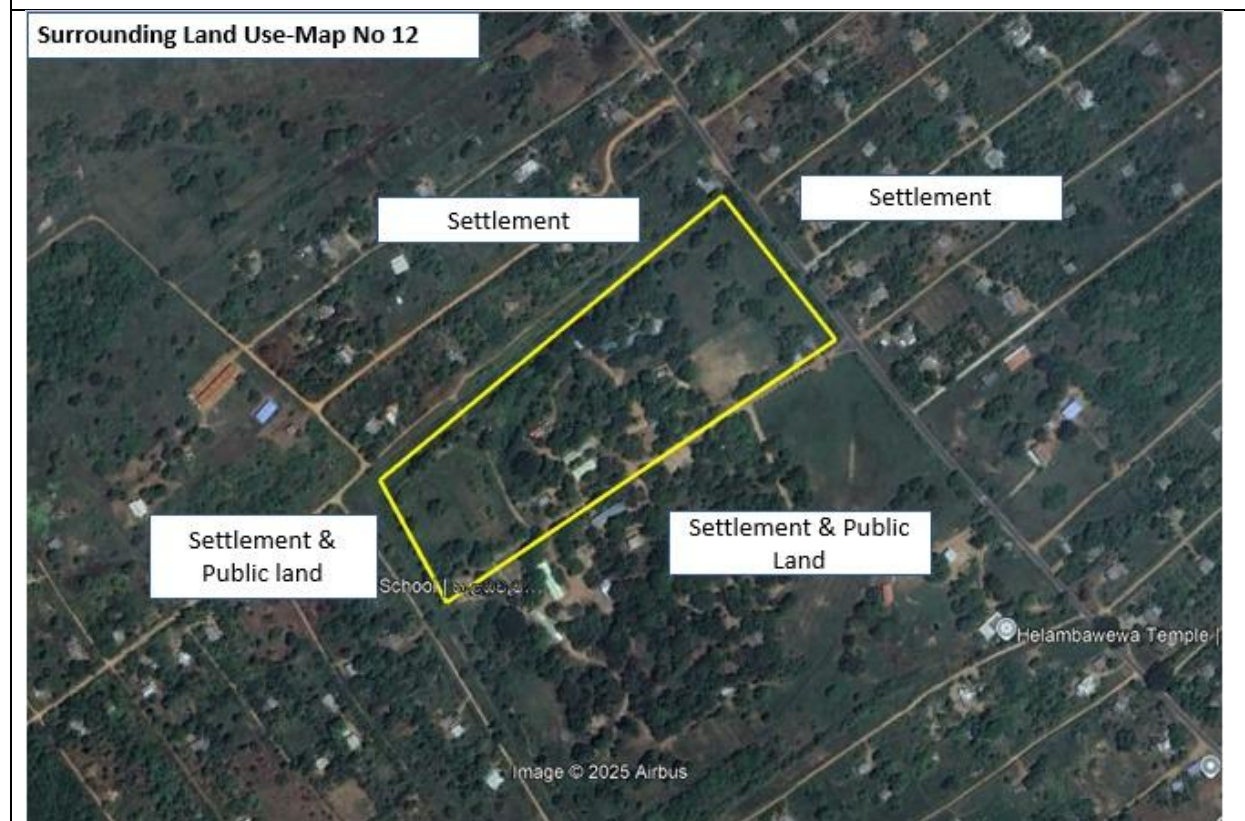 Surrounding Land Use-Map No 12
Settlement
Settlement
Settlement &
Public land
Settlement & Public
Land
School |
Helambawewa Temple |
Image © 2025 Airbus